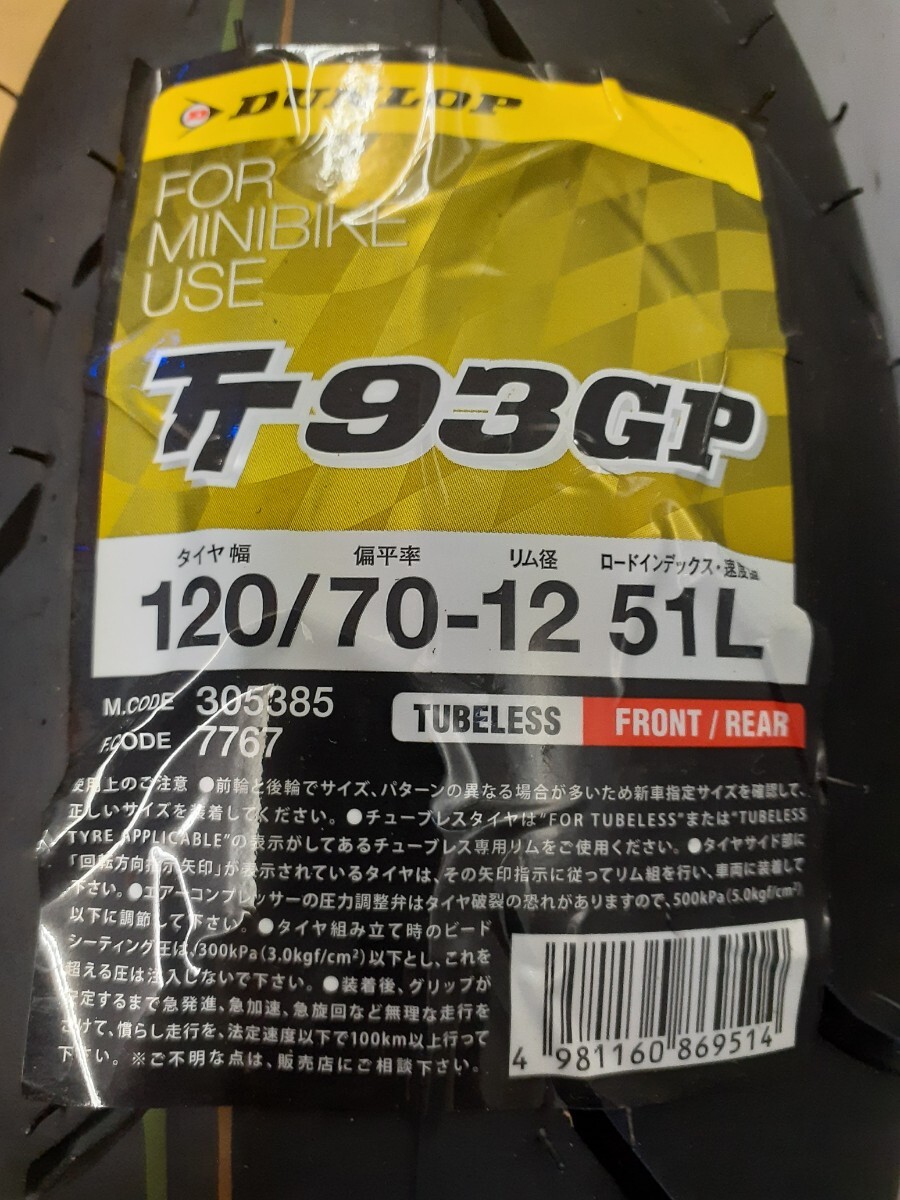 DUNLOP
FOR
MINIBIKE
USE
TT93GP
タイヤ幅 偏平率 リム径 ロードインデックス・速度
120/70-12 51L
M.CODE 305385
F.CODE 7767
TUBELESS FRONT / REAR
使用上のご注意 ●前輪と後輪でサイズ、パターンの異なる場合が多いため新車指定サイズを確認して、
正しいサイズを装着してください。●チューブレスタイヤは"FOR TUBELESS"または"TUBELESS
TYRE APPLICABLE"の表示がしてあるチューブレス専用リムをご使用ください。●タイヤサイド部に
「回転方向指示矢印」が表示されているタイヤは、その矢印指示に従ってリム組を行い、車両に装着して
下さい。●エアーコンプレッサーの圧力調整弁はタイヤ破裂の恐れがありますので、500kPa(5.0kgf/cm²)
以下に調節して下さい。●タイヤ組み立て時のビード
シーティング圧は、300kPa(3.0kgf/cm²)以下とし、これを
超える圧は注入しないで下さい。●装着後、グリップが
安定するまで急発進、急加速、急旋回など無理な走行を
さけて、慣らし走行を、法定速度以下で100km以上行って
下さい。※ご不明な点は、販売店にご相談下さい。
4 981160 869514